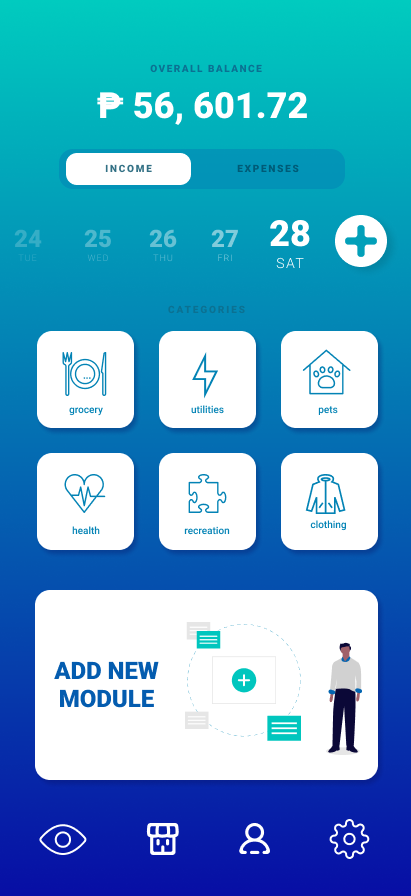 OVERALL BALANCE
₱ 56, 601.72
INCOME EXPENSES
24 25 26 27 28
TUE WED THU FRI SAT
CATEGORIES
grocery utilities pets
health recreation clothing
ADD NEW
MODULE